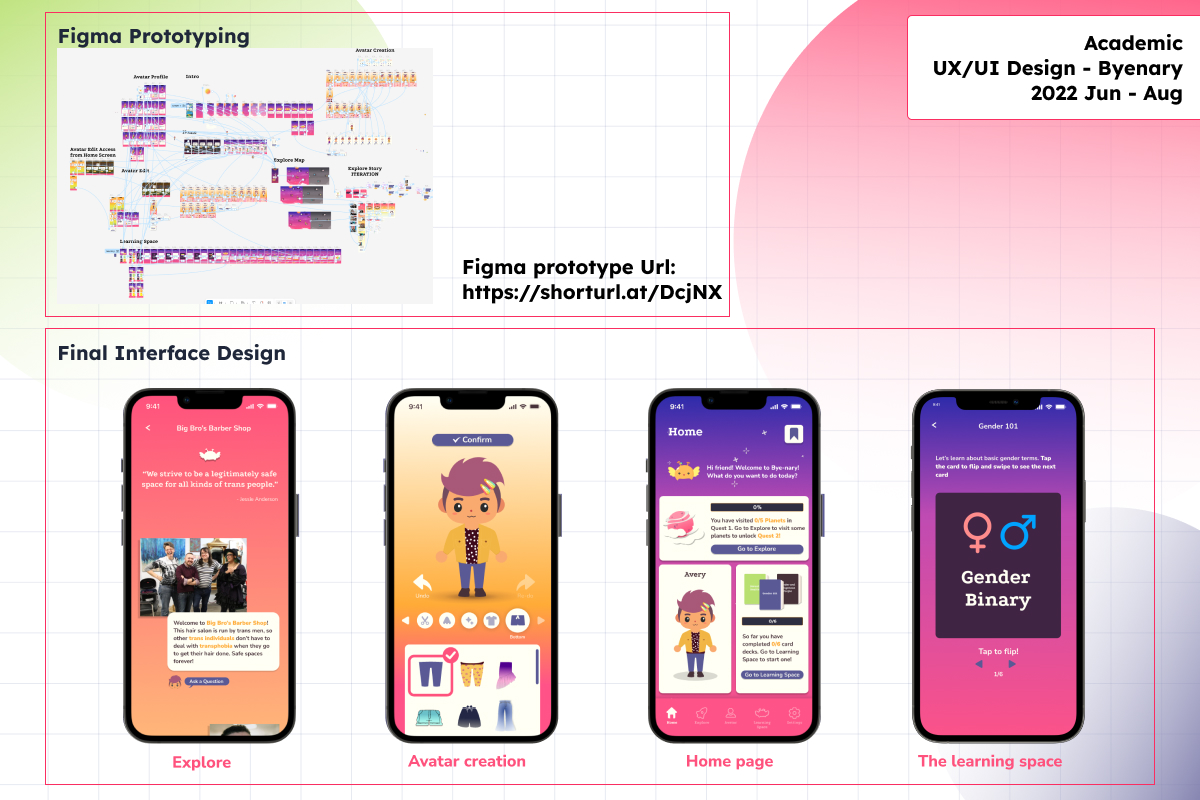 Figma Prototyping
Avatar Creation
Avatar Profile
Intro
Avatar Edit Access
from Home Screen
Avatar Edit
Explore Map
Explore Story
ITERATION
Learning Space
Figma prototype Url:
https://shorturl.at/DcjNX
Academic
UX/UI Design - Byenary
2022 Jun - Aug
Final Interface Design
9:41
Big Bro's Barber Shop
“We strive to be a legitimately safe
space for all kinds of trans people.”
- Jessie Anderson
Welcome to Big Bro's Barber Shop!
This hair salon is run by trans men, so
other trans individuals don't have to
deal with transphobia when they go
to get their hair done. Safe spaces
forever!
Ask a Question
Explore
9:41
Confirm
Undo
Bottom
Avatar creation
9:41
Home
Hi friend! Welcome to Bye-nary!
What do you want to do today?
0%
You have visited 0/5 Planets in
Quest 1. Go to Explore to visit some
planets to unlock Quest 2!
Go to Explore
Avery
0/6
So far you have
completed 0/6 card
decks. Go to Learning
Space to start one!
Go to Learning Space
Home
Explore
Avatar
Learning
Space
Settings
Home page
9:41
Gender 101
Let's learn about basic gender terms. Tap
the card to flip and swipe to see the next
card
Gender
Binary
Tap to flip!
1/6
The learning space